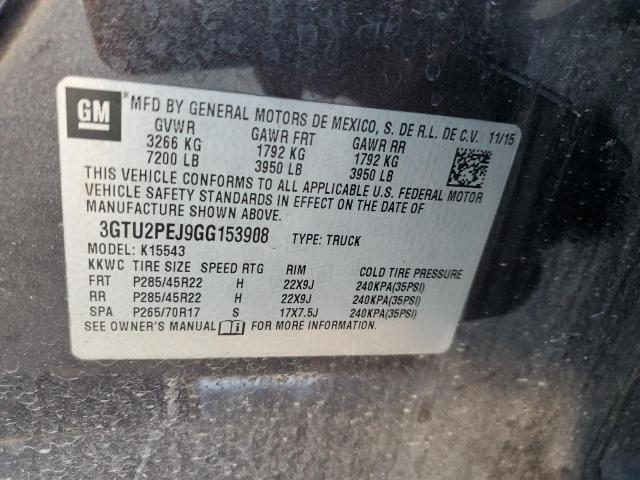 GM
*MFD BY GENERAL MOTORS DE MEXICO, S. DE R.L. DE C.V. 11/15
GVWR GAWR FRT GAWR RR
3266 KG 1792 KG 1792 KG
7200 LB 3950 LB 3950 LB
THIS VEHICLE CONFORMS TO ALL APPLICABLE U.S. FEDERAL MOTOR
VEHICLE SAFETY STANDARDS IN EFFECT ON THE DATE OF
MANUFACTURE SHOWN ABOVE.
3GTU2PEJ9GG153908 TYPE: TRUCK
MODEL: K15543
KKWC TIRE SIZE SPEED RTG RIM COLD TIRE PRESSURE
FRT P285/45R22 H 22X9J 240KPA(35PSI)
RR P285/45R22 H 22X9J 240KPA(35PSI)
SPA P265/70R17 S 17X7.5J 240KPA(35PSI)
SEE OWNER'S MANUAL FOR MORE INFORMATION.